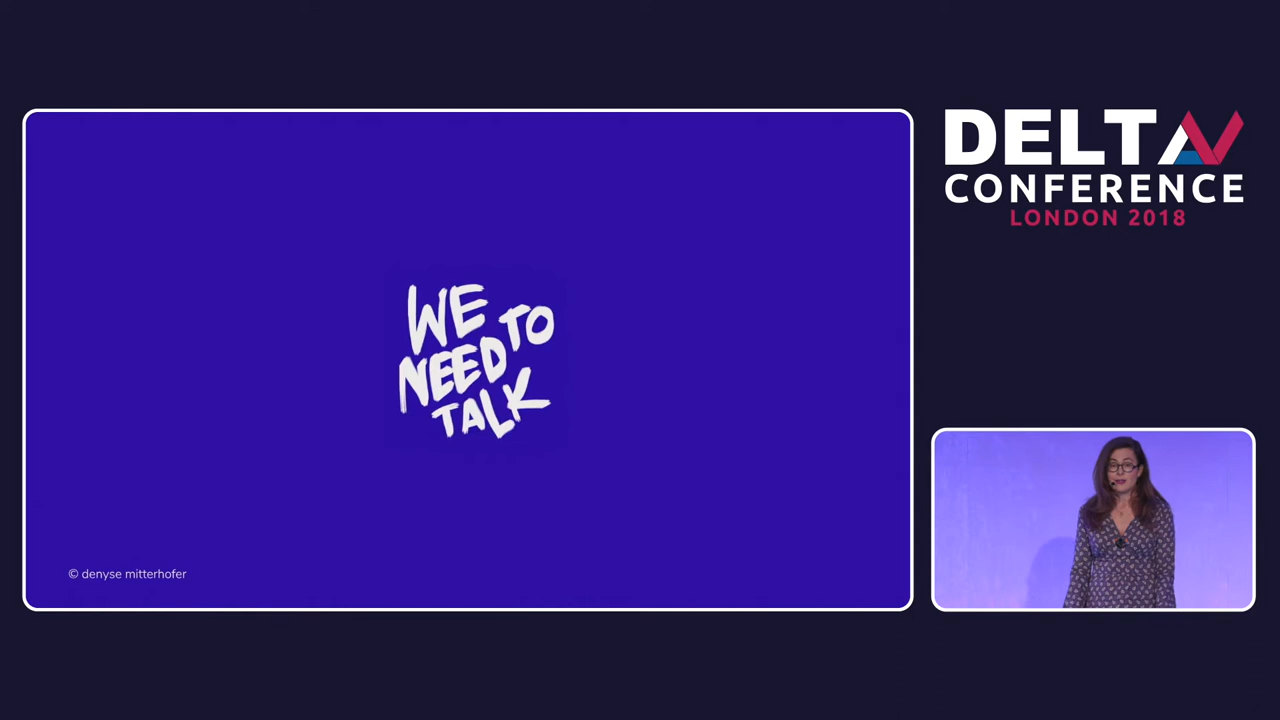 WE
NEED TO
TALK
© denyse mitterhofer
DELTA V
CONFERENCE
LONDON 2018